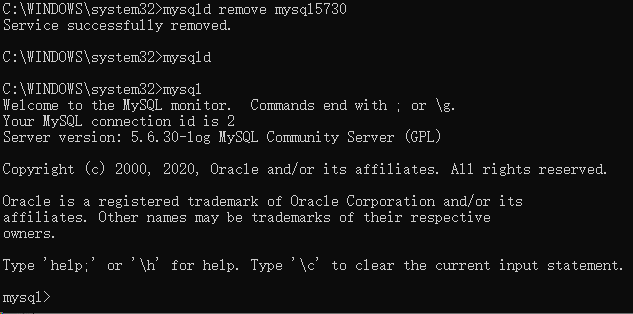 C:\WINDOWS\system32>mysqld remove mysql5730
Service successfully removed.
C:\WINDOWS\system32>mysqld
C:\WINDOWS\system32>mysql
Welcome to the MySQL monitor.  Commands end with ; or \g.
Your MySQL connection id is 2
Server version: 5.6.30-log MySQL Community Server (GPL)
Copyright (c) 2000, 2020, Oracle and/or its affiliates. All rights reserved.
Oracle is a registered trademark of Oracle Corporation and/or its
affiliates. Other names may be trademarks of their respective
owners.
Type 'help;' or '\h' for help. Type '\c' to clear the current input statement.
mysql>